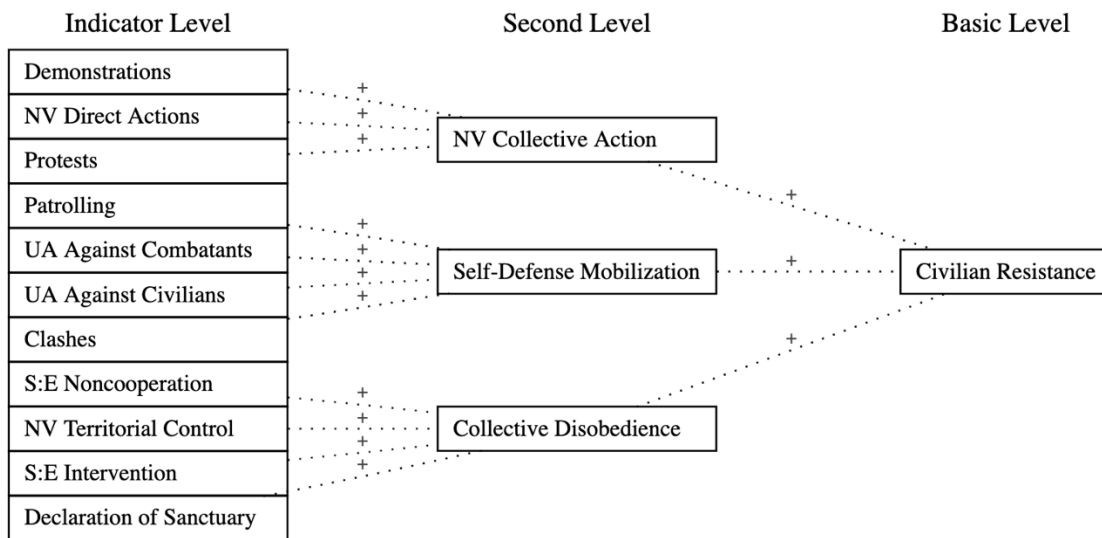 Indicator Level
Second Level
Basic Level
Demonstrations
NV Direct Actions
Protests
Patrolling
UA Against Combatants
UA Against Civilians
Clashes
S:E Noncooperation
NV Territorial Control
S:E Intervention
Declaration of Sanctuary
+
+
+
+
+
+
+
+
+
+
+
NV Collective Action
Self-Defense Mobilization
Collective Disobedience
+
+
+
Civilian Resistance